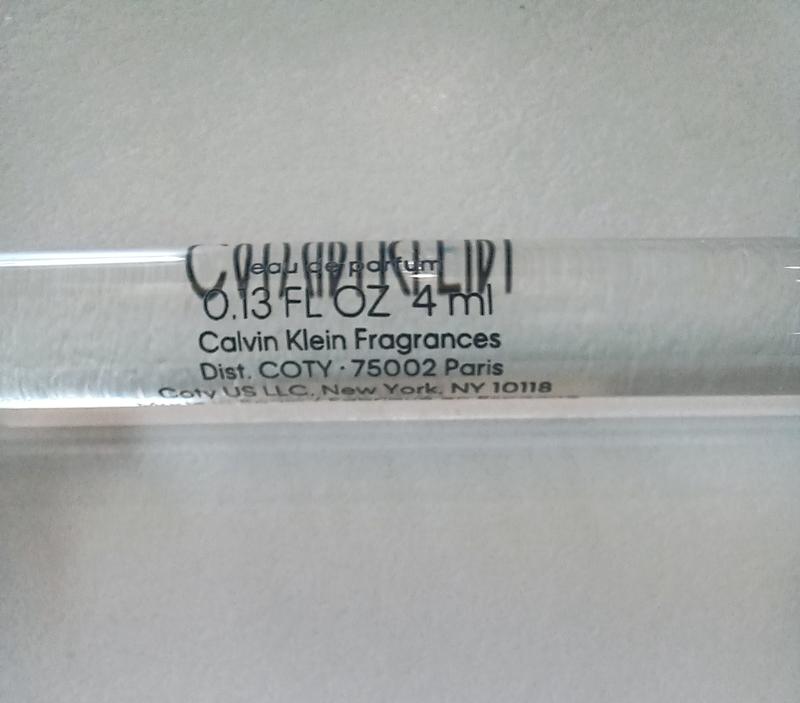 eau de parfum
0.13 FL OZ 4 ml
Calvin Klein Fragrances
Dist. COTY · 75002 Paris
Coty US LLC, New York, NY 10118